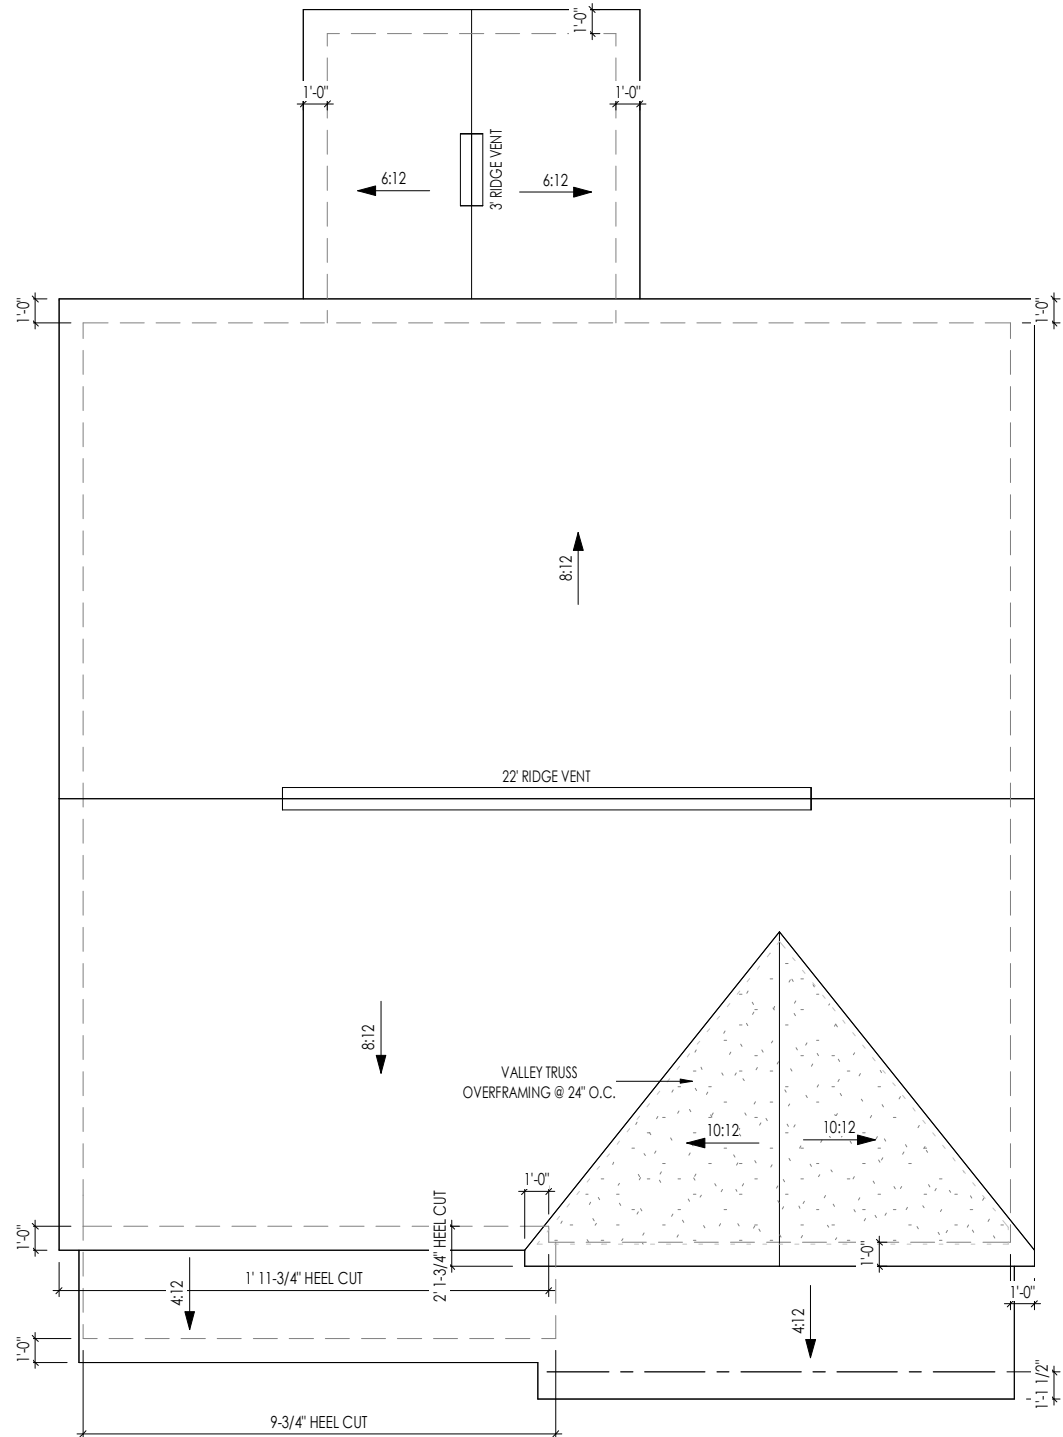 1'-0"
1'-0"
1'-0"
3' RIDGE VENT
6:12
6:12
1'-0"
1'-0"
8:12
22' RIDGE VENT
8:12
VALLEY TRUSS
OVERFRAMING @ 24" O.C.
10:12
10:12
1'-0"
1'-0"
2' 1-3/4" HEEL CUT
1'-0"
1' 11-3/4" HEEL CUT
4:12
1'-0"
4:12
1'-0"
1'-1 1/2"
9-3/4" HEEL CUT